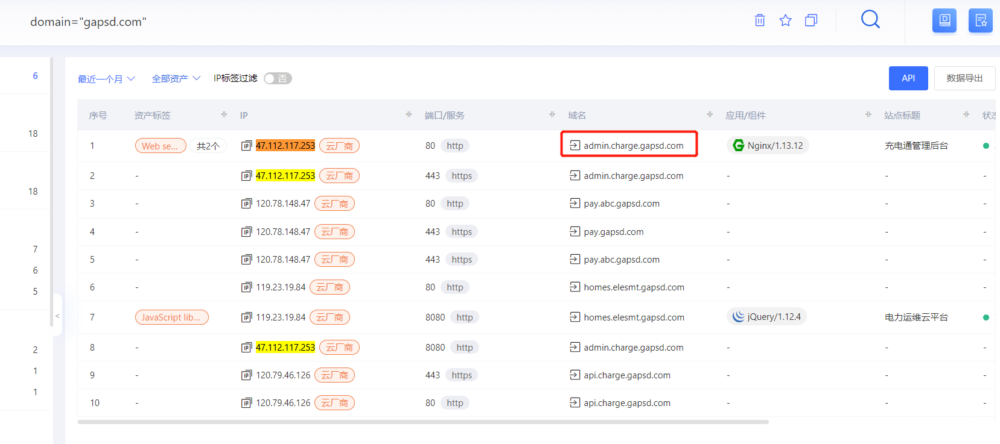 domain="gapsd.com"
6
18
18
7
6
5
2
1
1
<
最近一个月 全部资产 IP标签过滤 否 API 数据导出
序号 资产标签 IP 端口/服务 域名 应用/组件 站点标题
1 Web se... 共2个 47.112.117.253 云厂商 80 http admin.charge.gapsd.com Nginx/1.13.12 充电通管理后台
2 - 47.112.117.253 云厂商 443 https admin.charge.gapsd.com - - -
3 - 120.78.148.47 云厂商 80 http pay.abc.gapsd.com - - -
4 - 120.78.148.47 云厂商 443 https pay.gapsd.com - - -
5 - 120.78.148.47 云厂商 443 https pay.abc.gapsd.com - - -
6 - 119.23.19.84 云厂商 80 http homes.elesmt.gapsd.com - - -
7 JavaScript lib... 119.23.19.84 云厂商 8080 http homes.elesmt.gapsd.com jQuery/1.12.4 电力运维云平台
8 - 47.112.117.253 云厂商 8080 http admin.charge.gapsd.com - - -
9 - 120.79.46.126 云厂商 443 https api.charge.gapsd.com - - -
10 - 120.79.46.126 云厂商 80 http api.charge.gapsd.com - - -